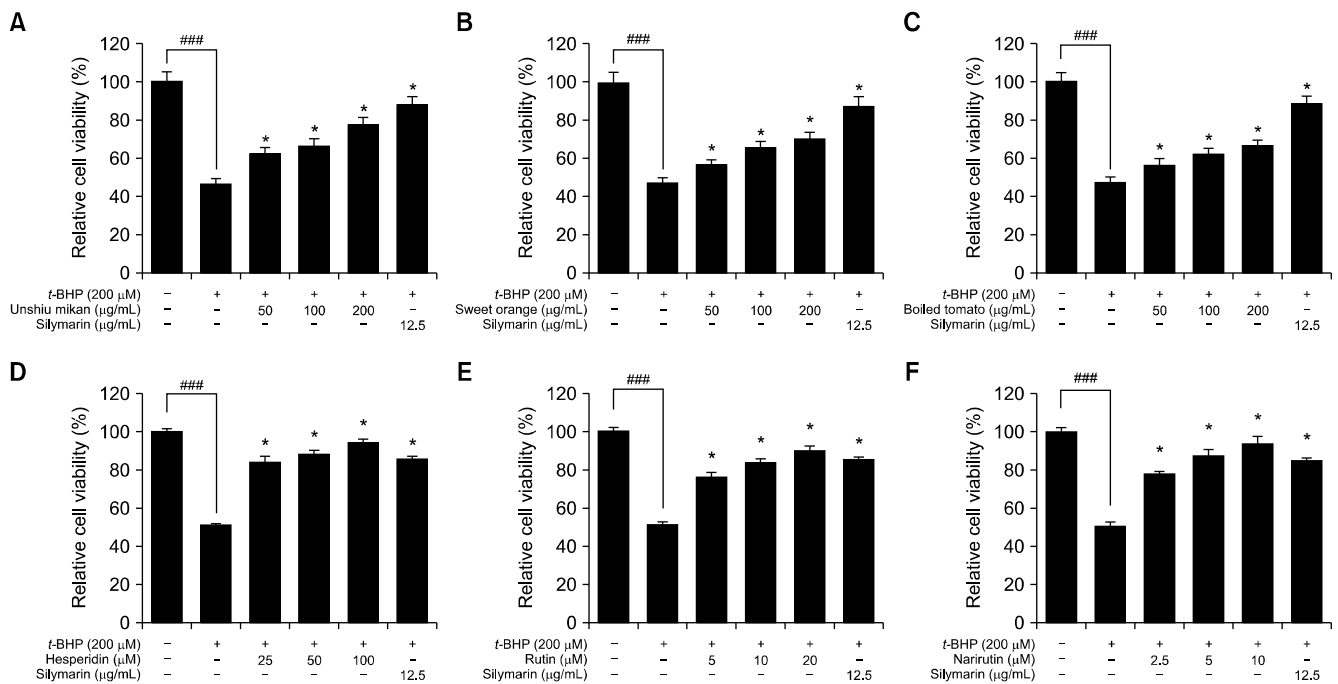 A
Relative cell viability (%)
120
100
80
60
40
20
0
###
*
*
*
*
t-BHP (200 μM) – + + + + +
Unshiu mikan (μg/mL) – – 50 100 200 –
Silymarin (μg/mL) – – – – – 12.5
B
Relative cell viability (%)
120
100
80
60
40
20
0
###
*
*
*
*
t-BHP (200 μM) – + + + + +
Sweet orange (μg/mL) – – 50 100 200 –
Silymarin (μg/mL) – – – – – 12.5
C
Relative cell viability (%)
120
100
80
60
40
20
0
###
*
*
*
*
t-BHP (200 μM) – + + + + +
Boiled tomato (μg/mL) – – 50 100 200 –
Silymarin (μg/mL) – – – – – 12.5
D
Relative cell viability (%)
120
100
80
60
40
20
0
###
*
*
*
*
t-BHP (200 μM) – + + + + +
Hesperidin (μM) – – 25 50 100 –
Silymarin (μg/mL) – – – – – 12.5
E
Relative cell viability (%)
120
100
80
60
40
20
0
###
*
*
*
*
t-BHP (200 μM) – + + + + +
Rutin (μM) – – 5 10 20 –
Silymarin (μg/mL) – – – – – 12.5
F
Relative cell viability (%)
120
100
80
60
40
20
0
###
*
*
*
*
t-BHP (200 μM) – + + + + +
Narirutin (μM) – – 2.5 5 10 –
Silymarin (μg/mL) – – – – – 12.5